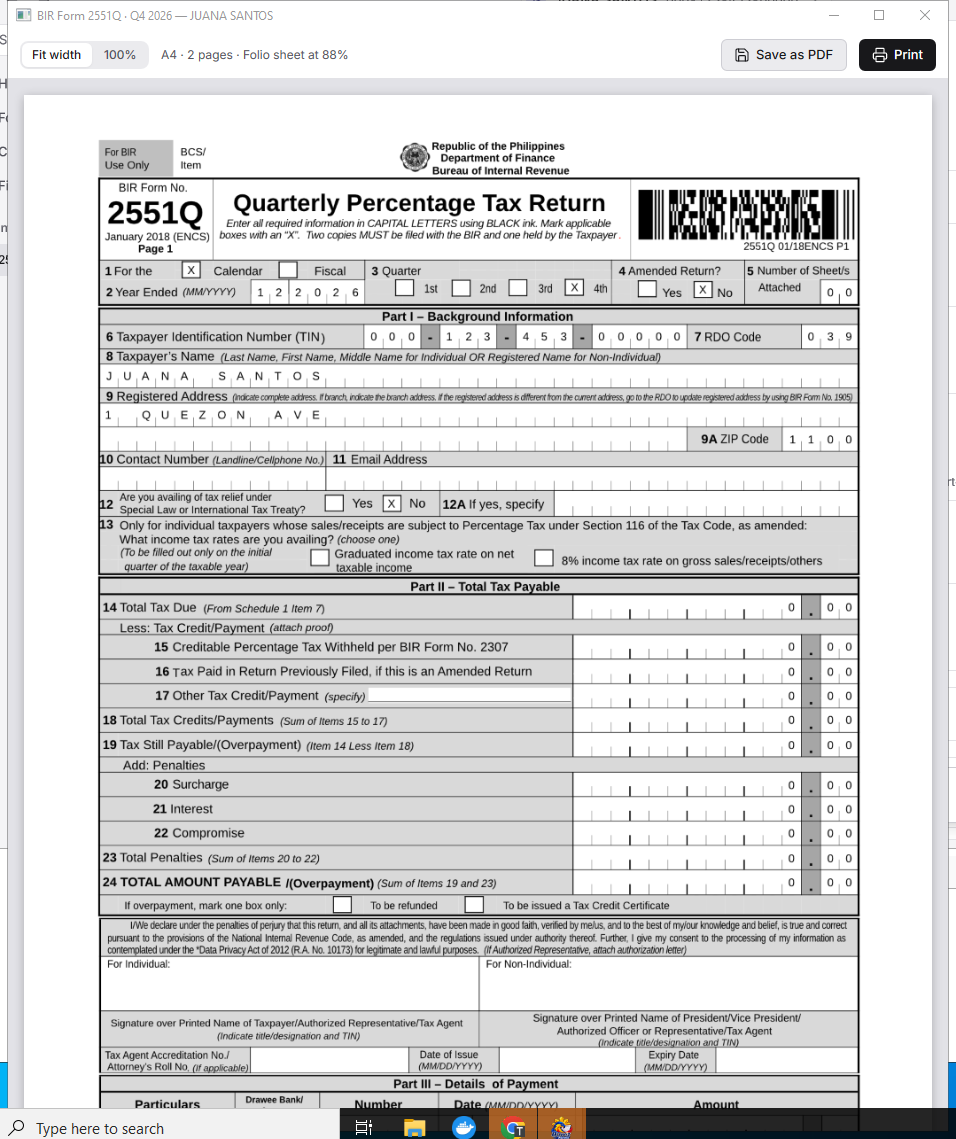 BIR Form 2551Q · Q4 2026 — JUANA SANTOS
Fit width 100% A4 · 2 pages · Folio sheet at 88% Save as PDF Print
For BIR Use Only
BCS/ Item
Republic of the Philippines
Department of Finance
Bureau of Internal Revenue
BIR Form No.
2551Q
January 2018 (ENCS)
Page 1
Quarterly Percentage Tax Return
Enter all required information in CAPITAL LETTERS using BLACK ink. Mark applicable
boxes with an "X". Two copies MUST be filed with the BIR and one held by the Taxpayer.
2551Q 01/18ENCS P1
1 For the X Calendar Fiscal
2 Year Ended (MM/YYYY) 1 2 2 0 2 6
3 Quarter
1st 2nd 3rd X 4th
4 Amended Return?
Yes X No
5 Number of Sheet/s
Attached 0 0
Part I – Background Information
6 Taxpayer Identification Number (TIN) 0 0 0 - 1 2 3 - 4 5 3 - 0 0 0 0 0 7 RDO Code 0 3 9
8 Taxpayer's Name (Last Name, First Name, Middle Name for Individual OR Registered Name for Non-Individual)
J U A N A S A N T O S
9 Registered Address (Indicate complete address. If branch, indicate the branch address. If the registered address is different from the current address, go to the RDO to update registered address by using BIR Form No. 1905)
1 Q U E Z O N A V E
9A ZIP Code 1 1 0 0
10 Contact Number (Landline/Cellphone No.) 11 Email Address
12 Are you availing of tax relief under
Special Law or International Tax Treaty? Yes X No 12A If yes, specify
13 Only for individual taxpayers whose sales/receipts are subject to Percentage Tax under Section 116 of the Tax Code, as amended:
What income tax rates are you availing? (choose one)
(To be filled out only on the initial
quarter of the taxable year)
Graduated income tax rate on net
taxable income
8% income tax rate on gross sales/receipts/others
Part II – Total Tax Payable
14 Total Tax Due (From Schedule 1 Item 7) 0 . 0 0
Less: Tax Credit/Payment (attach proof)
15 Creditable Percentage Tax Withheld per BIR Form No. 2307 0 . 0 0
16 Tax Paid in Return Previously Filed, if this is an Amended Return 0 . 0 0
17 Other Tax Credit/Payment (specify) 0 . 0 0
18 Total Tax Credits/Payments (Sum of Items 15 to 17) 0 . 0 0
19 Tax Still Payable/(Overpayment) (Item 14 Less Item 18) 0 . 0 0
Add: Penalties
20 Surcharge 0 . 0 0
21 Interest 0 . 0 0
22 Compromise 0 . 0 0
23 Total Penalties (Sum of Items 20 to 22) 0 . 0 0
24 TOTAL AMOUNT PAYABLE /(Overpayment) (Sum of Items 19 and 23) 0 . 0 0
If overpayment, mark one box only: To be refunded To be issued a Tax Credit Certificate
I/We declare under the penalties of perjury that this return, and all its attachments, have been made in good faith, verified by me/us, and to the best of my/our knowledge and belief, is true and correct
pursuant to the provisions of the National Internal Revenue Code, as amended, and the regulations issued under authority thereof. Further, I give my consent to the processing of my information as
contemplated under the *Data Privacy Act of 2012 (R.A. No. 10173) for legitimate and lawful purposes. (If Authorized Representative, attach authorization letter)
For Individual:
For Non-Individual:
Signature over Printed Name of Taxpayer/Authorized Representative/Tax Agent
(Indicate title/designation and TIN)
Signature over Printed Name of President/Vice President/
Authorized Officer or Representative/Tax Agent
(Indicate title/designation and TIN)
Tax Agent Accreditation No./
Attorney's Roll No. (If applicable)
Date of Issue
(MM/DD/YYYY)
Expiry Date
(MM/DD/YYYY)
Part III – Details of Payment
Particulars Drawee Bank/ Number Date (MM/DD/YYYY) Amount
Type here to search